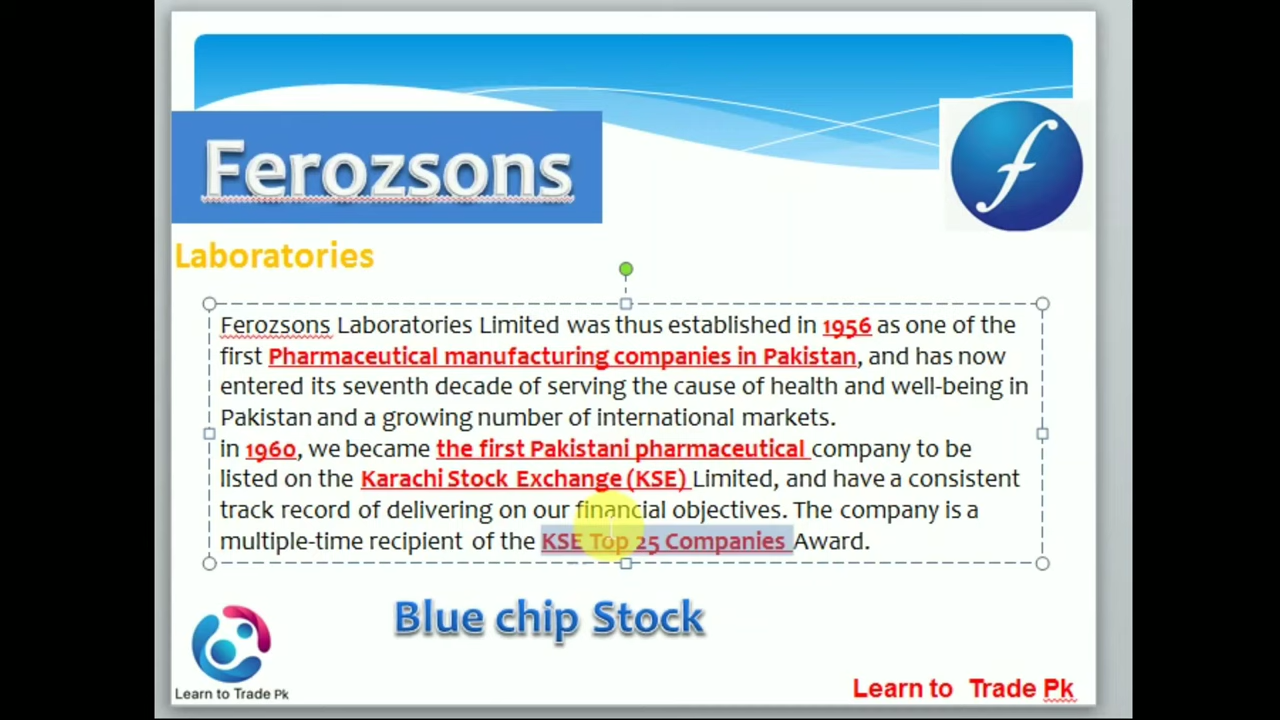 Ferozsons
Laboratories
Ferozsons Laboratories Limited was thus established in 1956 as one of the
first Pharmaceutical manufacturing companies in Pakistan, and has now
entered its seventh decade of serving the cause of health and well-being in
Pakistan and a growing number of international markets.
in 1960, we became the first Pakistani pharmaceutical company to be
listed on the Karachi Stock Exchange (KSE) Limited, and have a consistent
track record of delivering on our financial objectives. The company is a
multiple-time recipient of the KSE Top 25 Companies Award.
Blue chip Stock
Learn to Trade Pk
Learn to Trade Pk